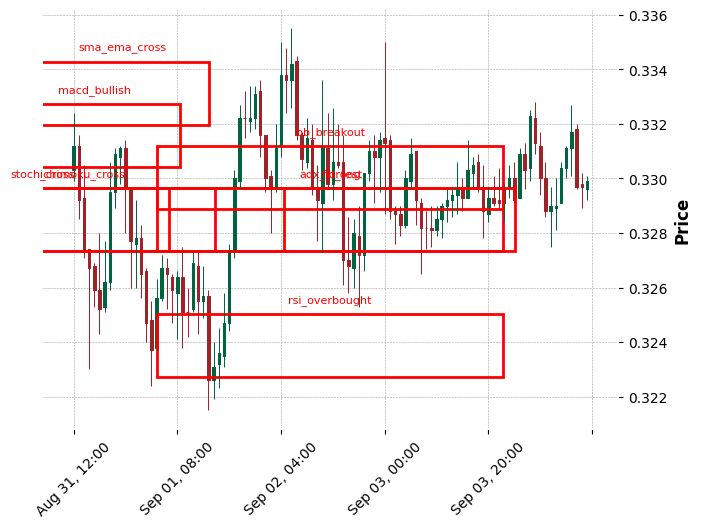 0.336
sma_ema_cross
0.334
macd_bullish
0.332
bb_breakout
0.330
0.328
Price
0.326
rsi_overbought
0.324
0.322
Aug 31, 12:00
Sep 01, 08:00
Sep 02, 04:00
Sep 03, 00:00
Sep 03, 20:00